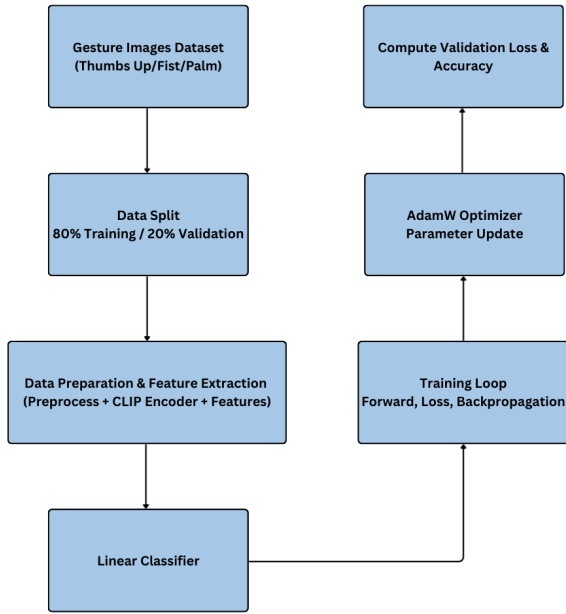 Gesture Images Dataset
(Thumbs Up/Fist/Palm)
Data Split
80% Training / 20% Validation
Data Preparation & Feature Extraction
(Preprocess + CLIP Encoder + Features)
Linear Classifier
Training Loop
Forward, Loss, Backpropagation
AdamW Optimizer
Parameter Update
Compute Validation Loss &
Accuracy